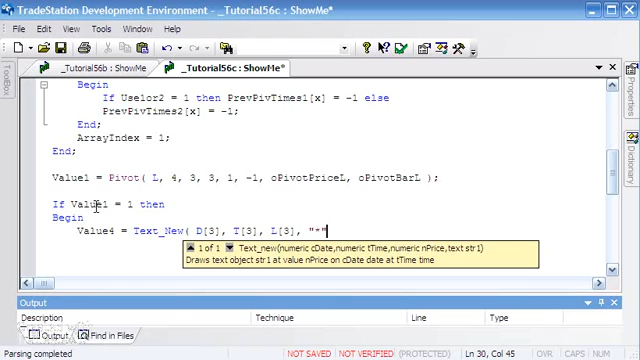 TradeStation Development Environment - _Tutorial56c : ShowMe*
File Edit View Tools Window Help
_Tutorial56b : ShowMe _Tutorial56c : ShowMe*
ToolBox
Properties
Dictionary
Begin
If Use1or2 = 1 then PrevPivTimes1[x] = -1 else
PrevPivTimes2[x] = -1;
End;
ArrayIndex = 1;
End;
Value1 = Pivot( L, 4, 3, 3, 1, -1, oPivotPriceL, oPivotBarL );
If Value1 = 1 then
Begin
Value4 = Text_New( D[3], T[3], L[3], "*"
1 of 1 Text_new(numeric cDate,numeric tTime,numeric nPrice,text str1)
Draws text object str1 at value nPrice on cDate date at tTime time
Output
Description Technique Line Type
Output Find in Files
Parsing completed NOT SAVED NOT VERIFIED (PROTECTED) Ln 30, Col 45